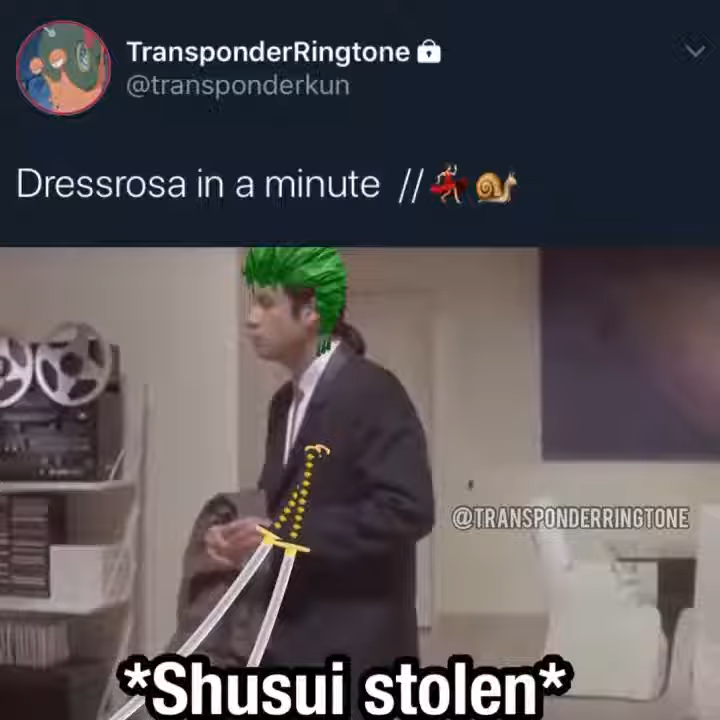 TransponderRingtone
@transponderkun
Dressrosa in a minute //💃🐌
@TRANSPONDERRINGTONE
*Shusui stolen*